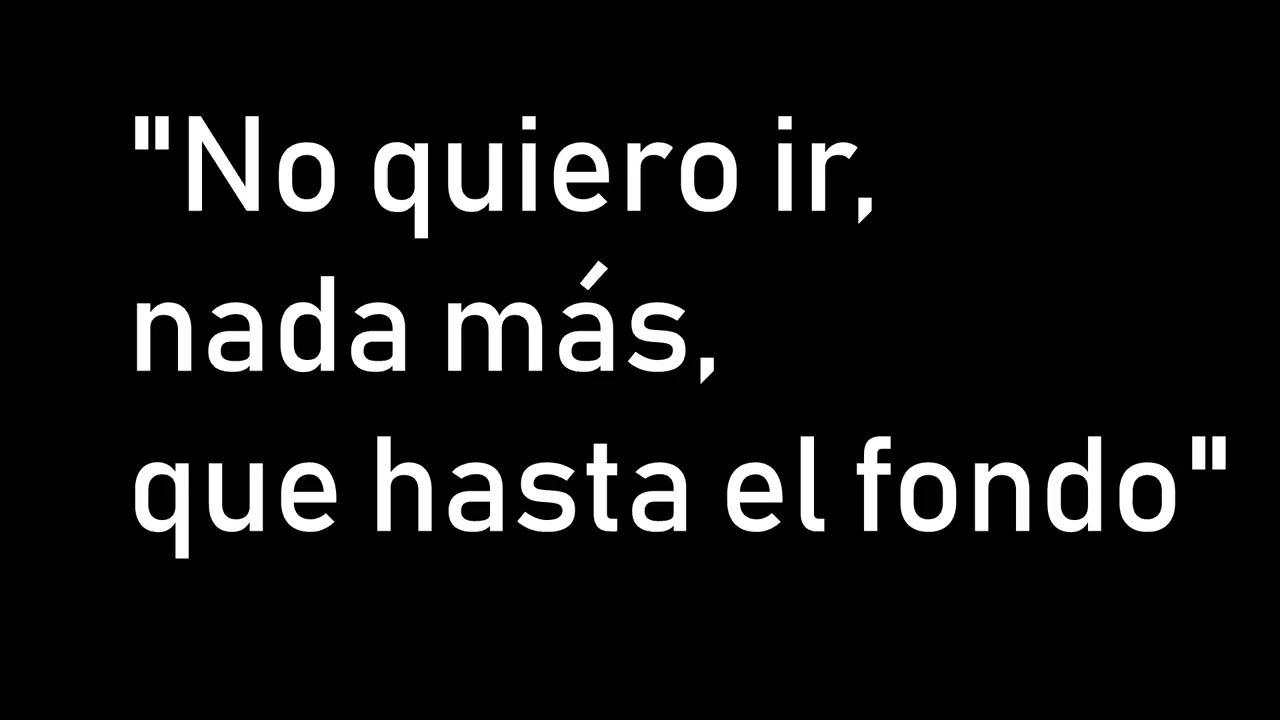 "No quiero ir,
nada más,
que hasta el fondo"